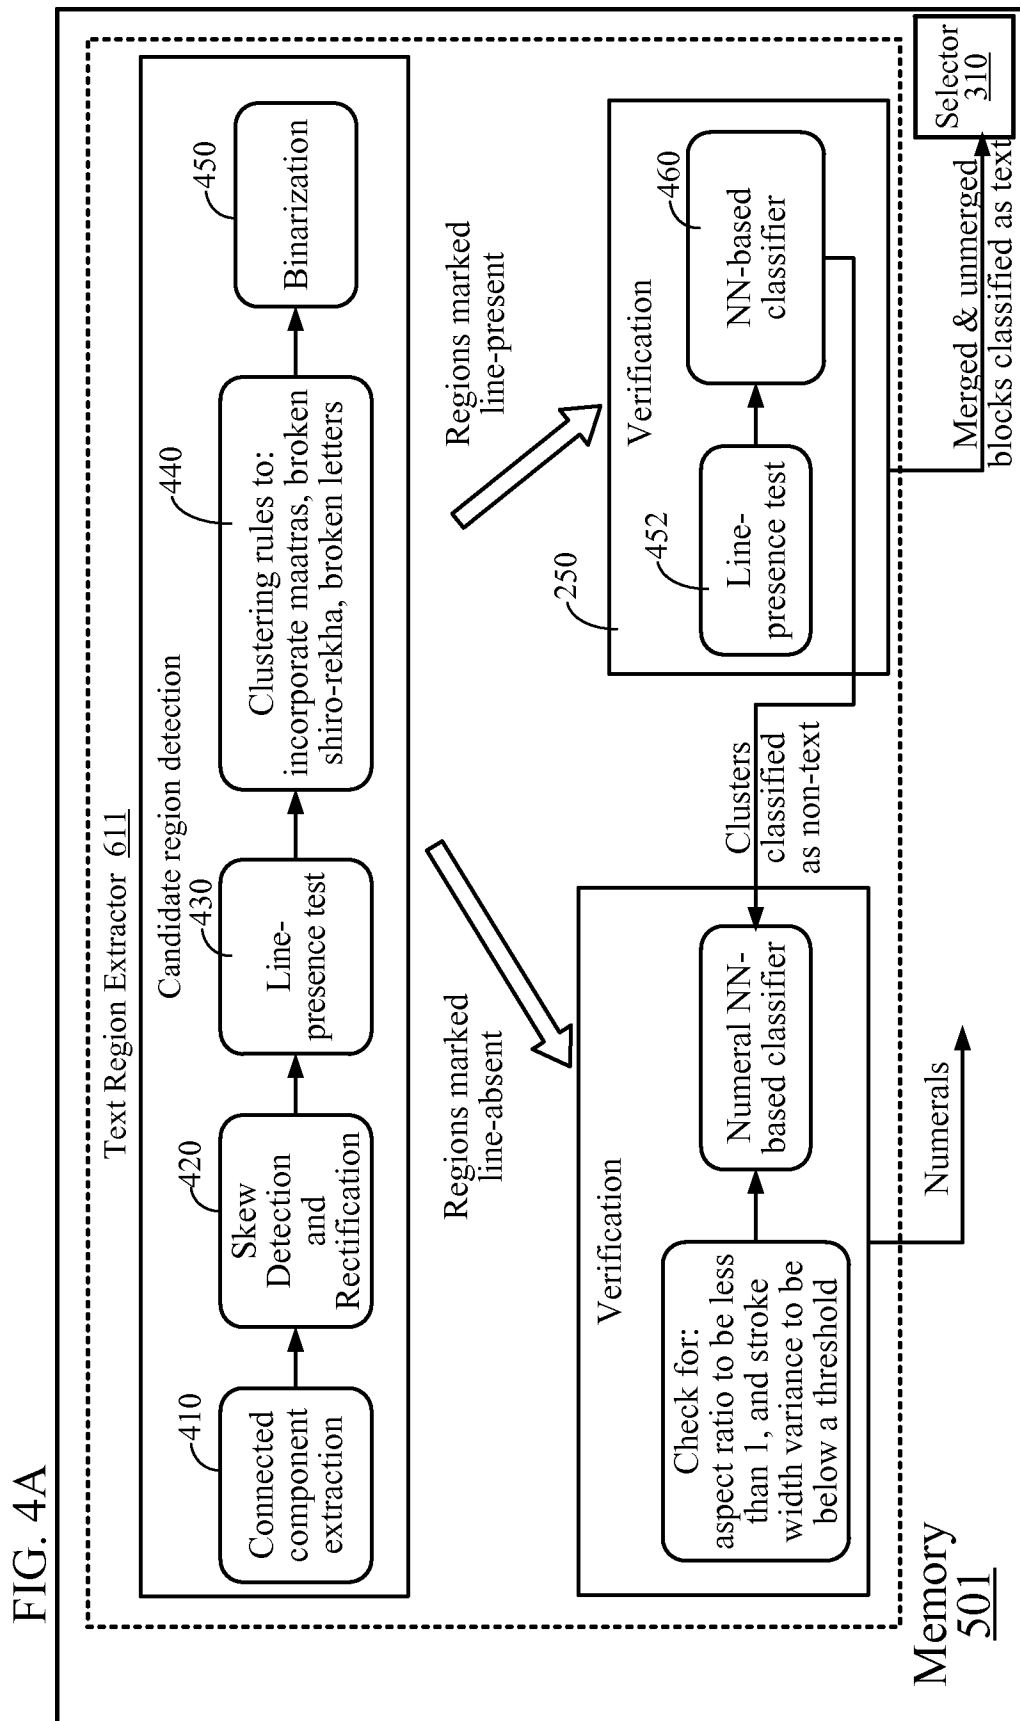 FIG. 4A
Text Region Extractor 611
Candidate region detection
410
Connected
component
extraction
420
Skew
Detection
and
Rectification
430
Line-
presence test
440
Clustering rules to:
incorporate maatras, broken
shiro-rekha, broken letters
450
Binarization
Regions marked
line-absent
Regions marked
line-present
Verification
Check for:
aspect ratio to be less
than 1, and stroke
width variance to be
below a threshold
Numeral NN-
based classifier
Clusters
classified
as non-text
250
Verification
452
Line-
presence test
460
NN-based
classifier
Numerals
Merged & unmerged
blocks classified as text
Selector
310
Memory
501